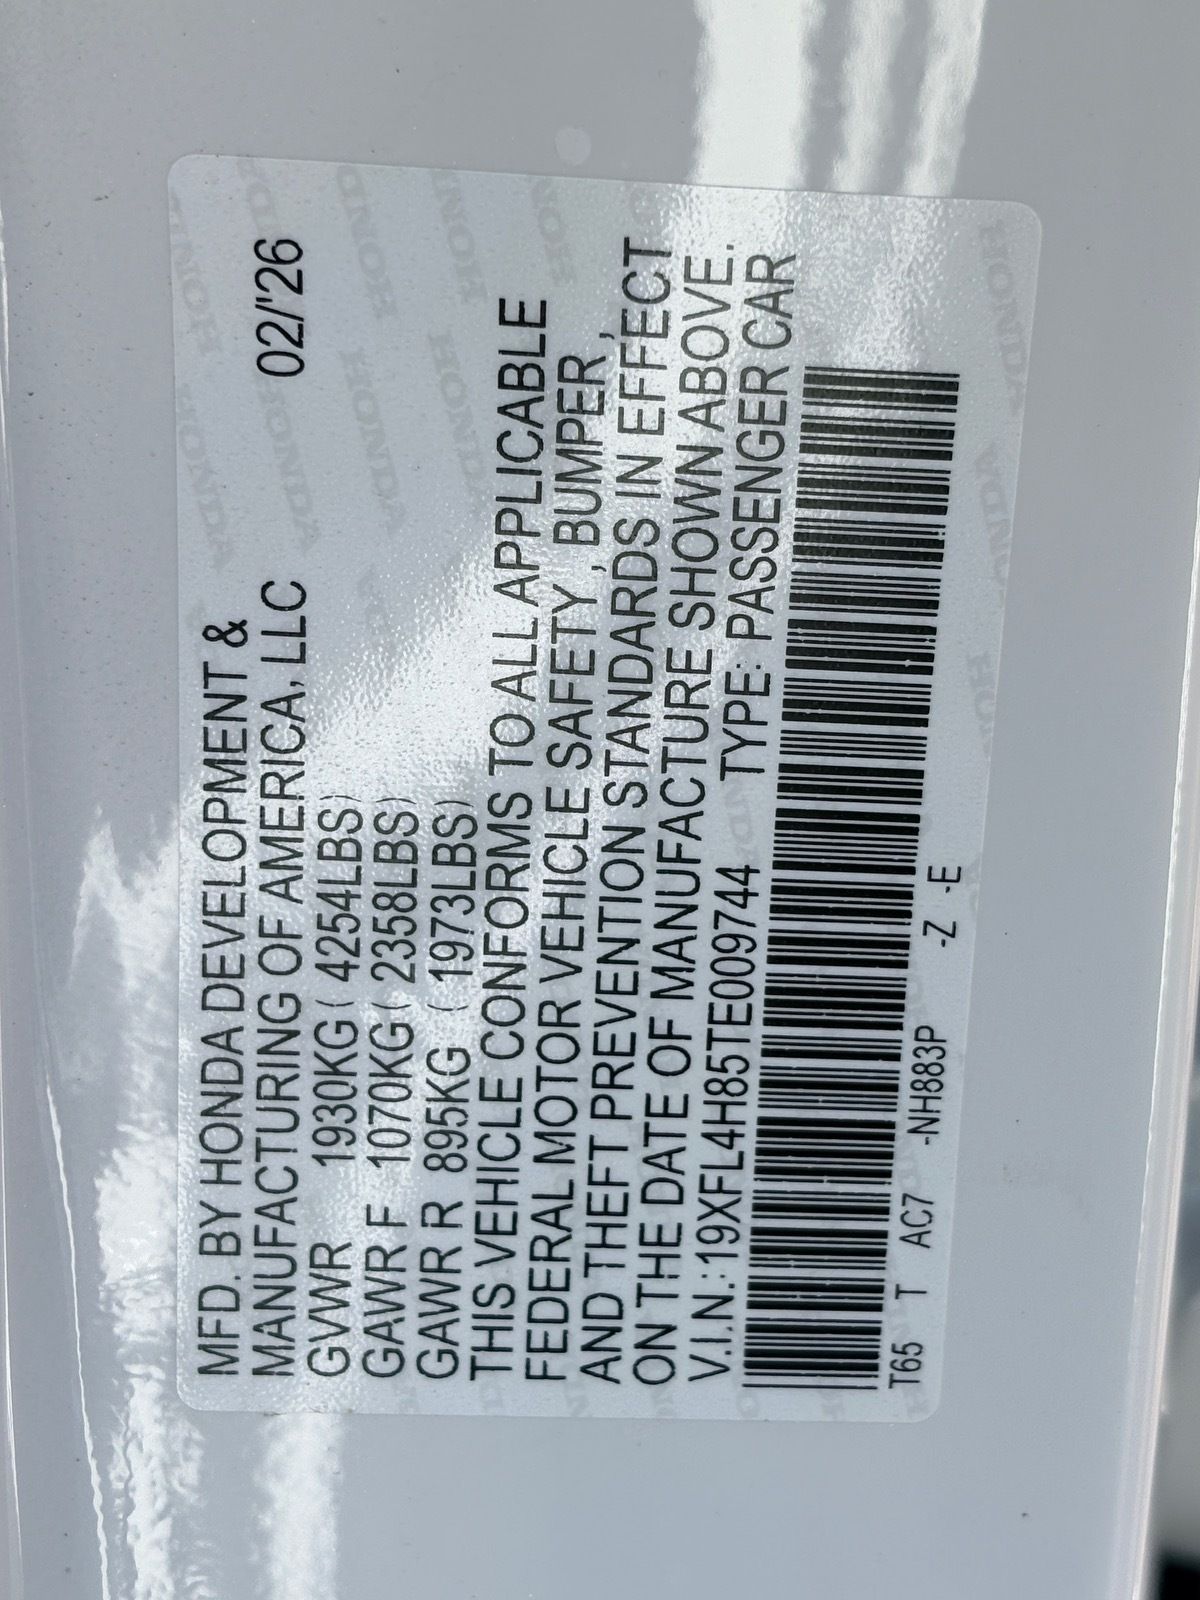 MFD. BY HONDA DEVELOPMENT &
MANUFACTURING OF AMERICA, LLC 02/'26
GVWR 1930KG ( 4254LBS)
GAWR F 1070KG ( 2358LBS)
GAWR R 895KG ( 1973LBS)
THIS VEHICLE CONFORMS TO ALL APPLICABLE
FEDERAL MOTOR VEHICLE SAFETY , BUMPER ,
AND THEFT PREVENTION STANDARDS IN EFFECT
ON THE DATE OF MANUFACTURE SHOWN ABOVE.
V.I.N.: 19XFL4H85TE009744 TYPE: PASSENGER CAR
T65 T AC7 -NH883P -Z -E